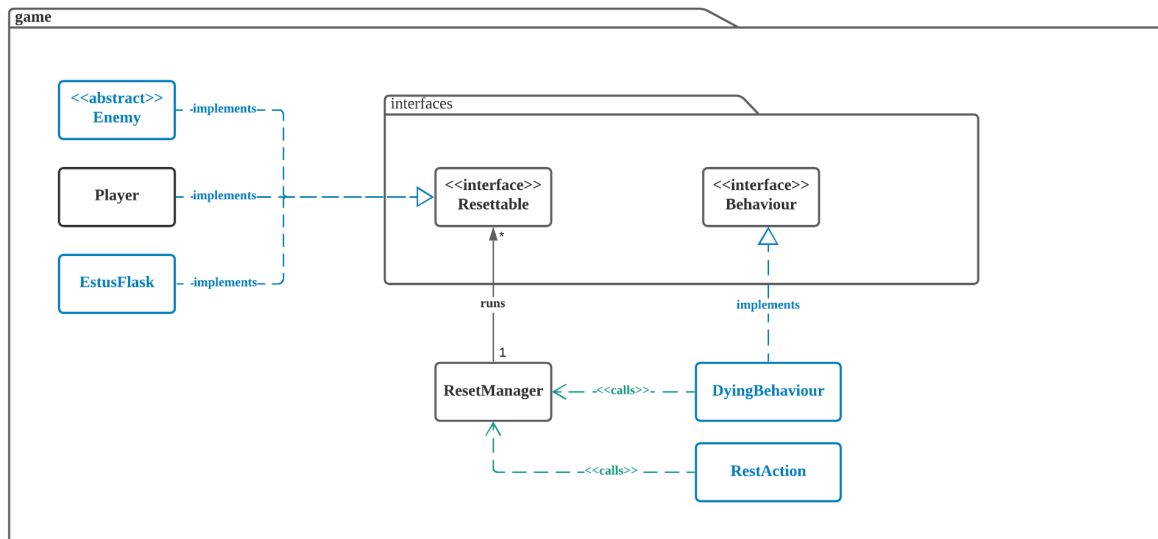 game
<<abstract>>
Enemy
implements
interfaces
Player
implements
<<interface>>
Resettable
<<interface>>
Behaviour
*
EstusFlask
implements
runs
implements
1
ResetManager
<<calls>>
DyingBehaviour
<<calls>>
RestAction